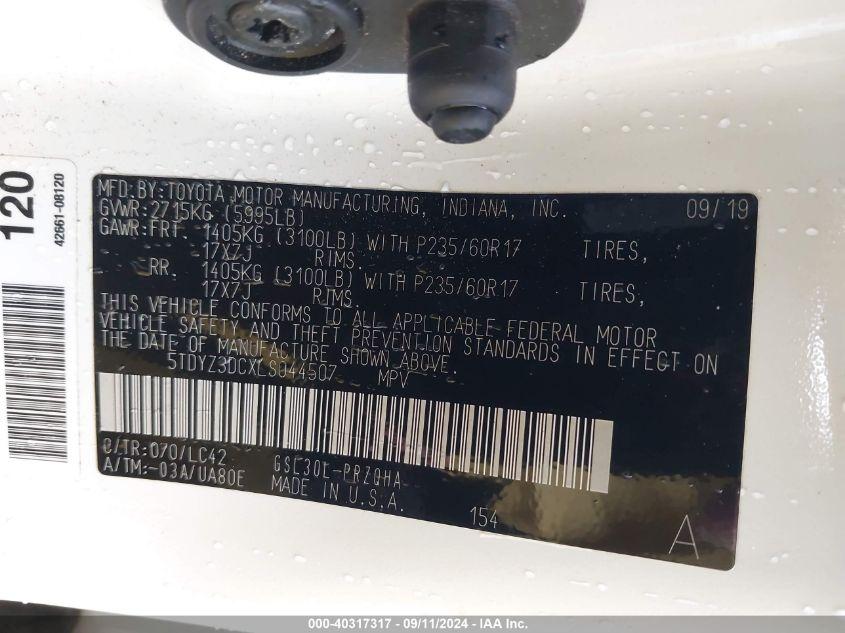 120
42661-08120
MFD.BY:TOYOTA MOTOR MANUFACTURING, INDIANA, INC. 09/19
GVWR:2715KG (5995LB)
GAWR:FRT. 1405KG (3100LB) WITH P235/60R17 TIRES,
17X7J RIMS.
RR. 1405KG (3100LB) WITH P235/60R17 TIRES,
17X7J RIMS.
THIS VEHICLE CONFORMS TO ALL APPLICABLE FEDERAL MOTOR
VEHICLE SAFETY AND THEFT PREVENTION STANDARDS IN EFFECT ON
THE DATE OF MANUFACTURE SHOWN ABOVE.
5TDYZ3DCXLS044507 MPV
C/TR:070/LC42 GSL30L-PRZQHA
A/TM:-03A/UA80E MADE IN U.S.A.
154
A
000-40317317 - 09/11/2024 - IAA Inc.